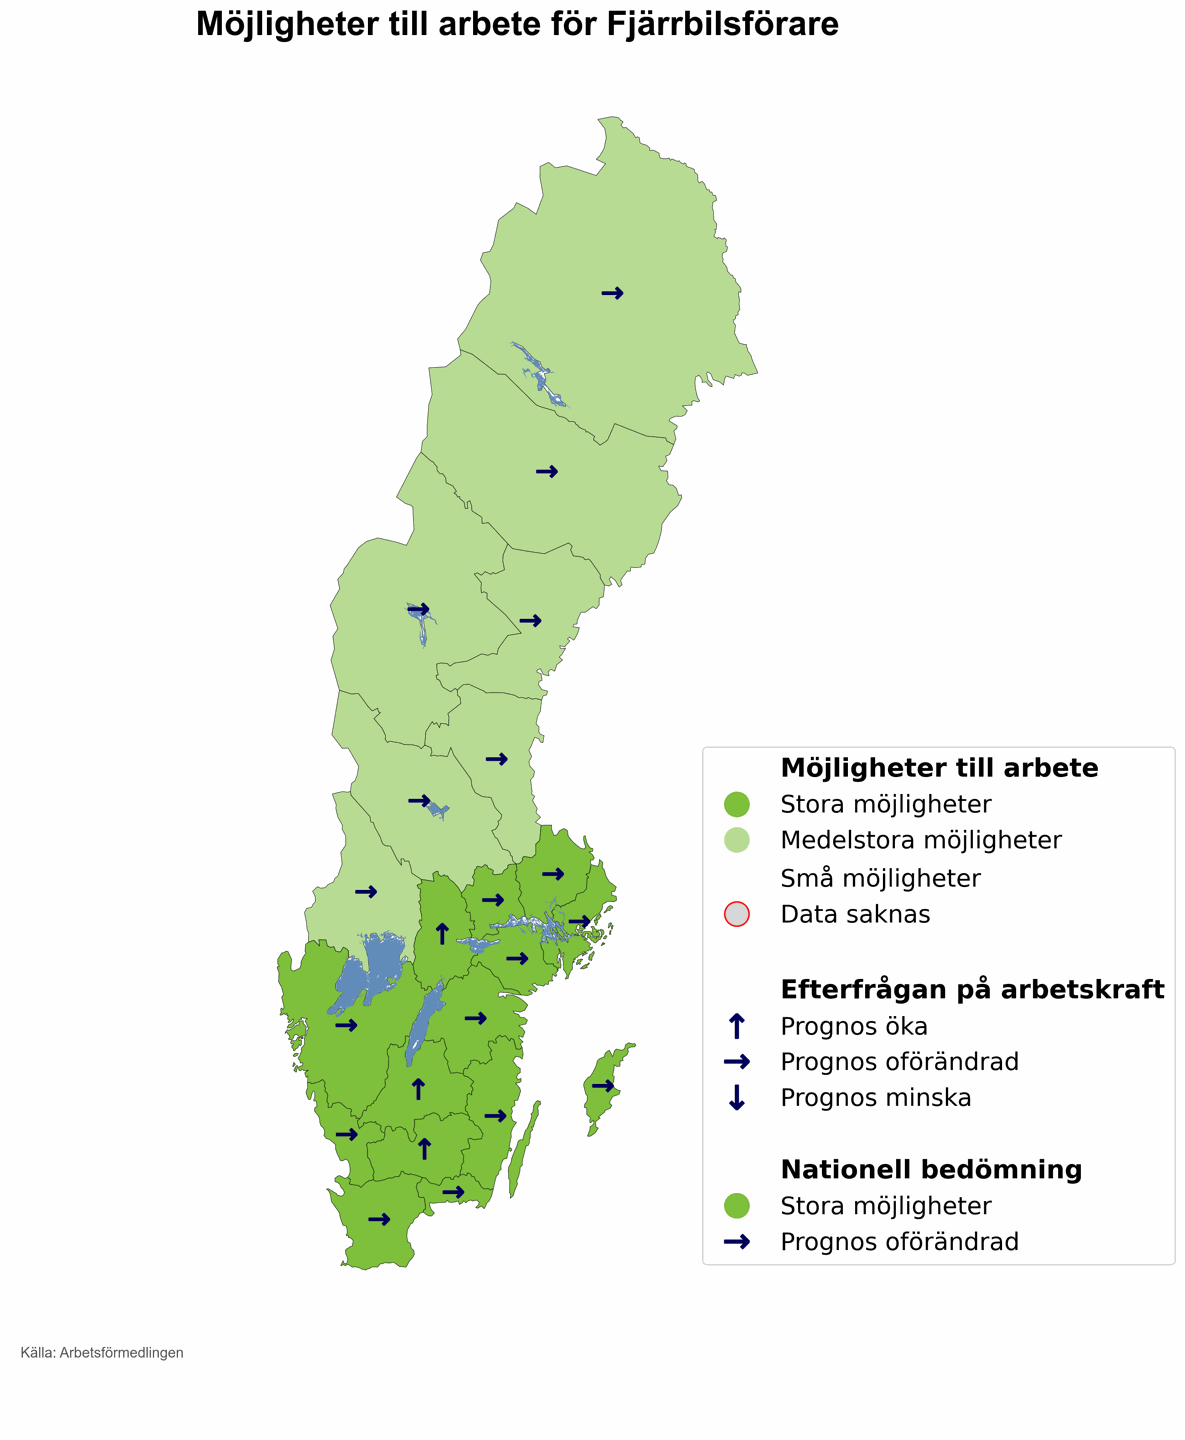 Möjligheter till arbete för Fjärrbilsförare
Möjligheter till arbete
Stora möjligheter
Medelstora möjligheter
Små möjligheter
Data saknas
Efterfrågan på arbetskraft
Prognos öka
Prognos oförändrad
Prognos minska
Nationell bedömning
Stora möjligheter
Prognos oförändrad
Källa: Arbetsförmedlingen